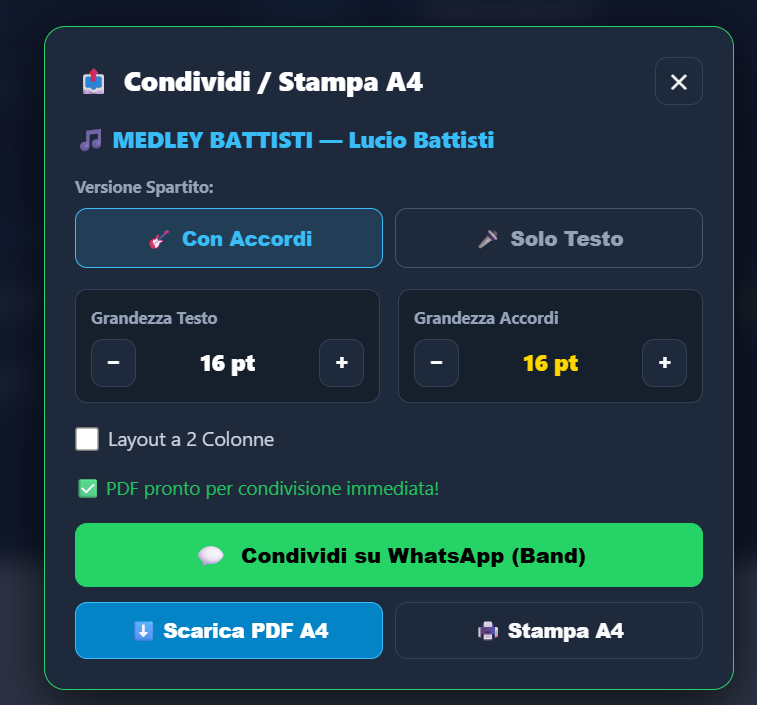 Condividi / Stampa A4
MEDLEY BATTISTI — Lucio Battisti
Versione Spartito:
Con Accordi
Solo Testo
Grandezza Testo
Grandezza Accordi
− 16 pt +
− 16 pt +
Layout a 2 Colonne
PDF pronto per condivisione immediata!
Condividi su WhatsApp (Band)
Scarica PDF A4
Stampa A4